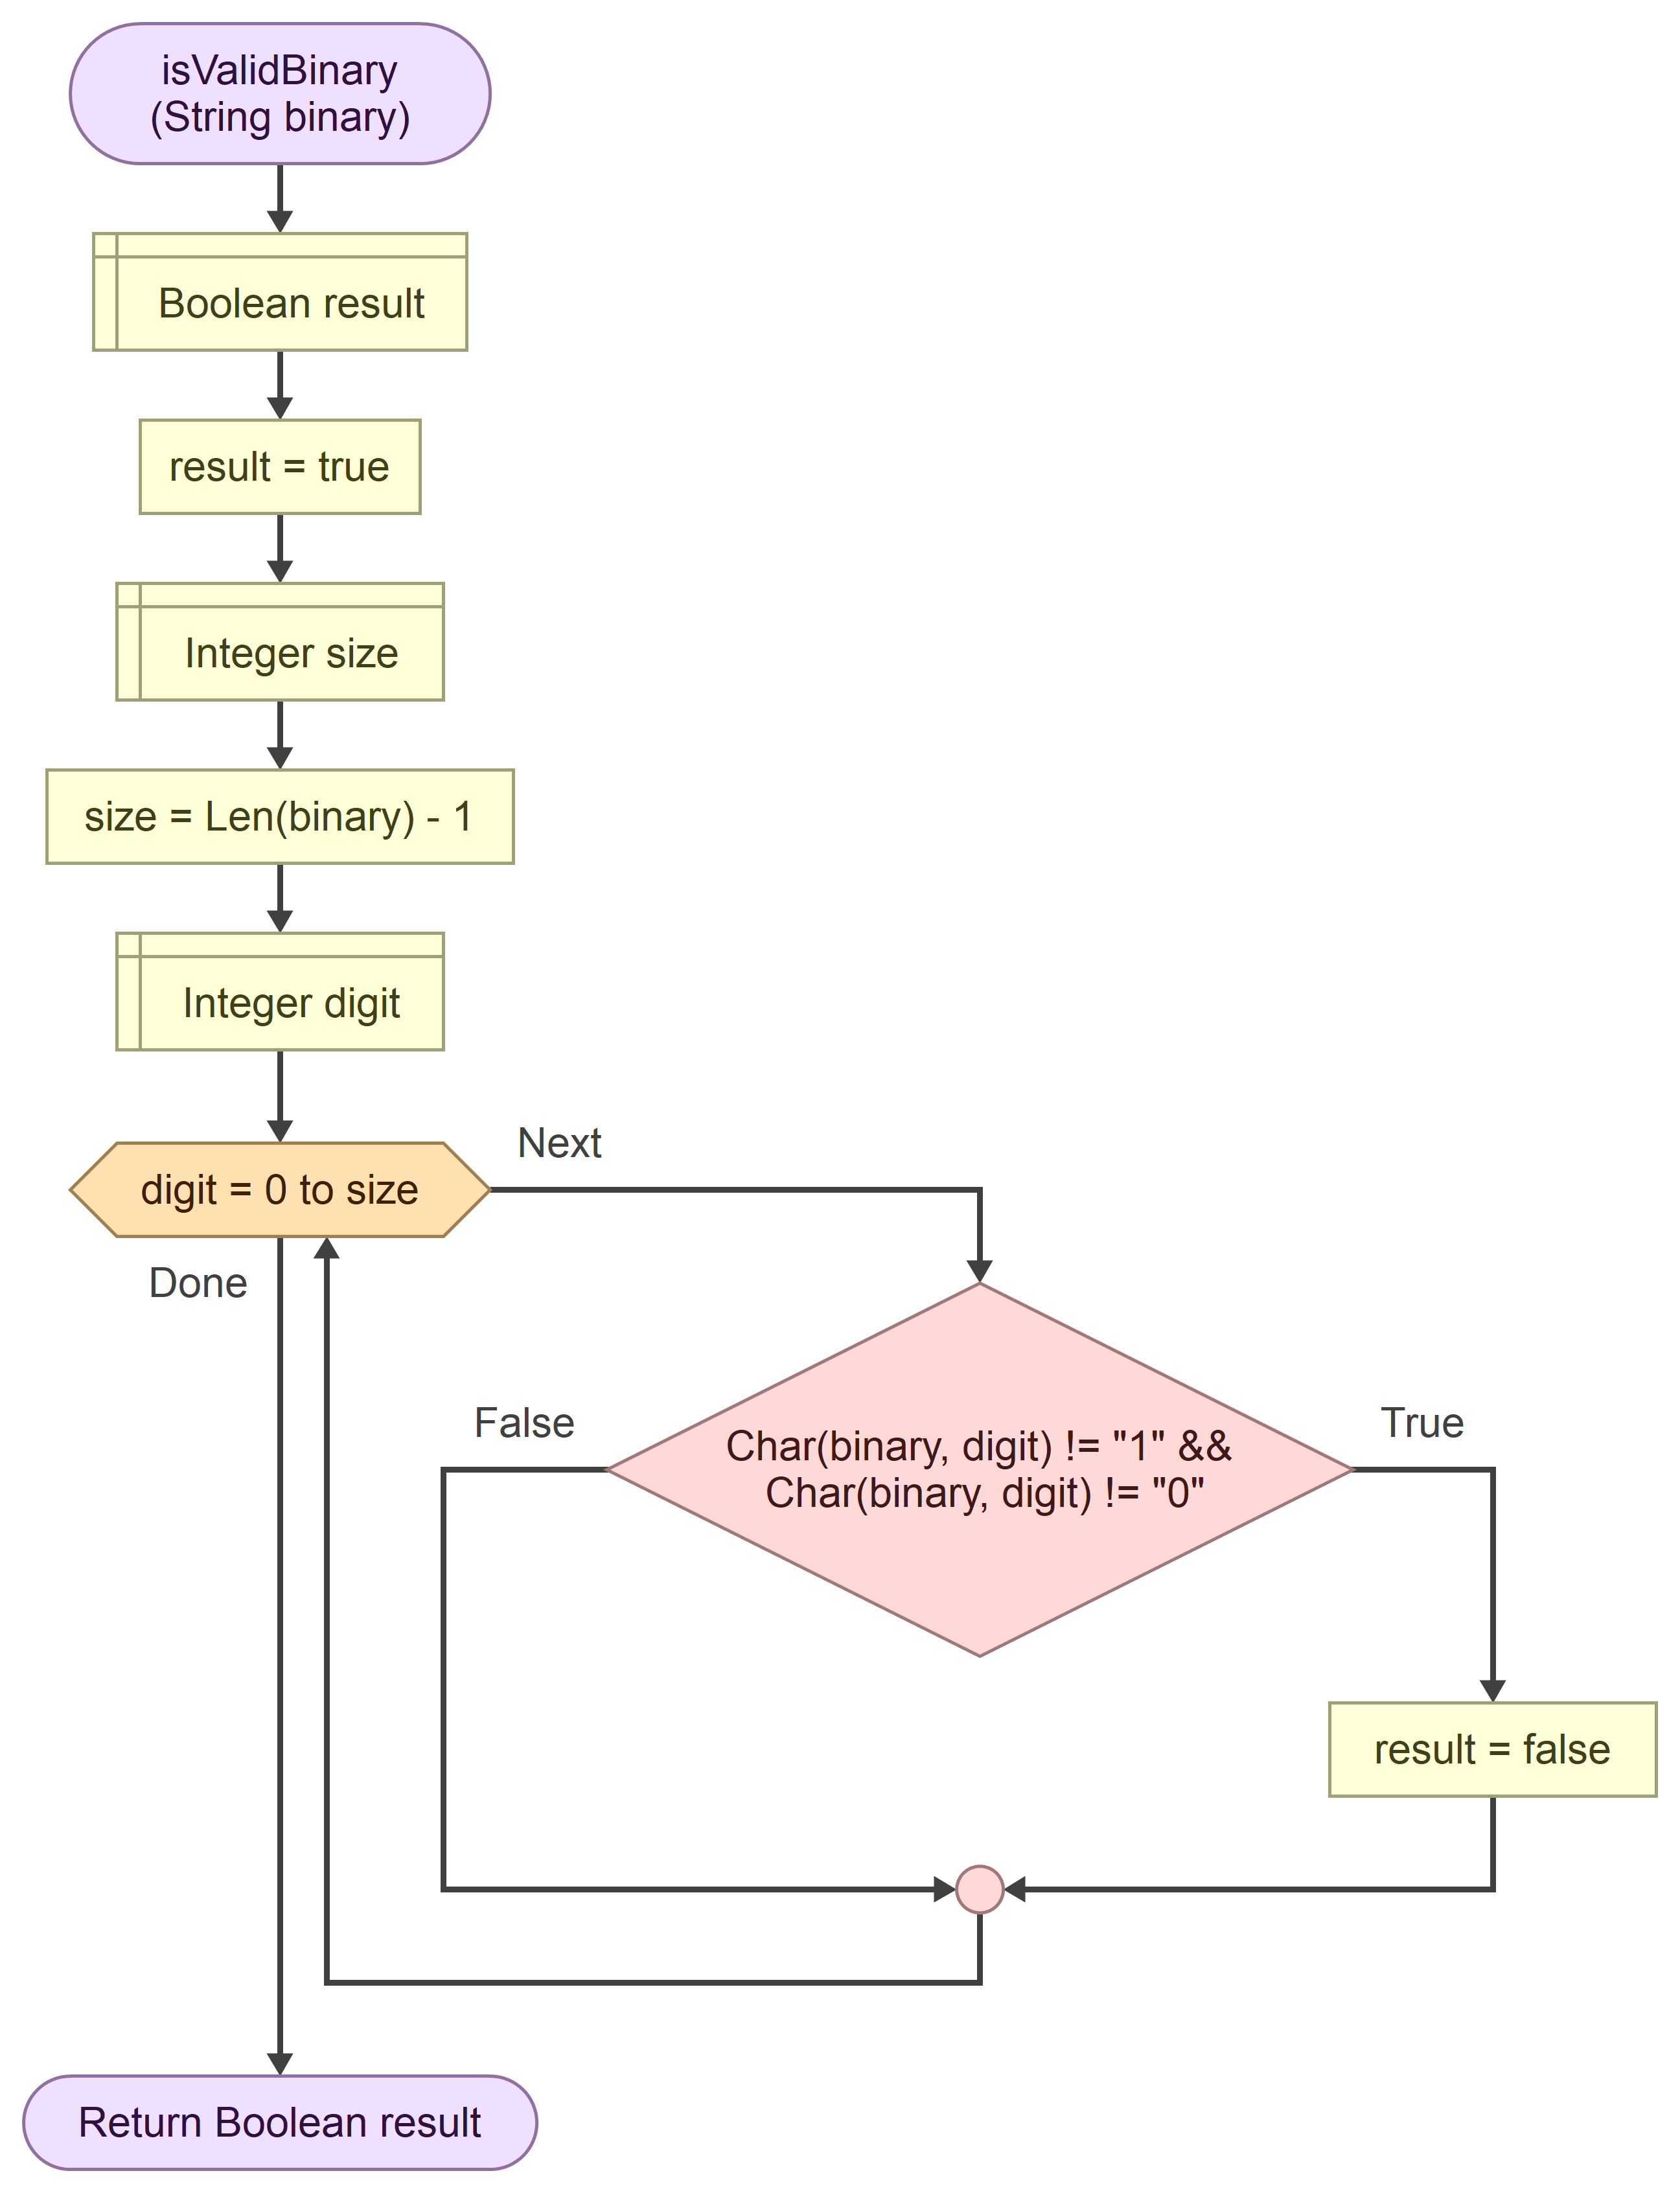 isValidBinary
(String binary)
Boolean result
result = true
Integer size
size = Len(binary) - 1
Integer digit
digit = 0 to size
Next
Done
False
True
Char(binary, digit) != "1" &&
Char(binary, digit) != "0"
result = false
Return Boolean result